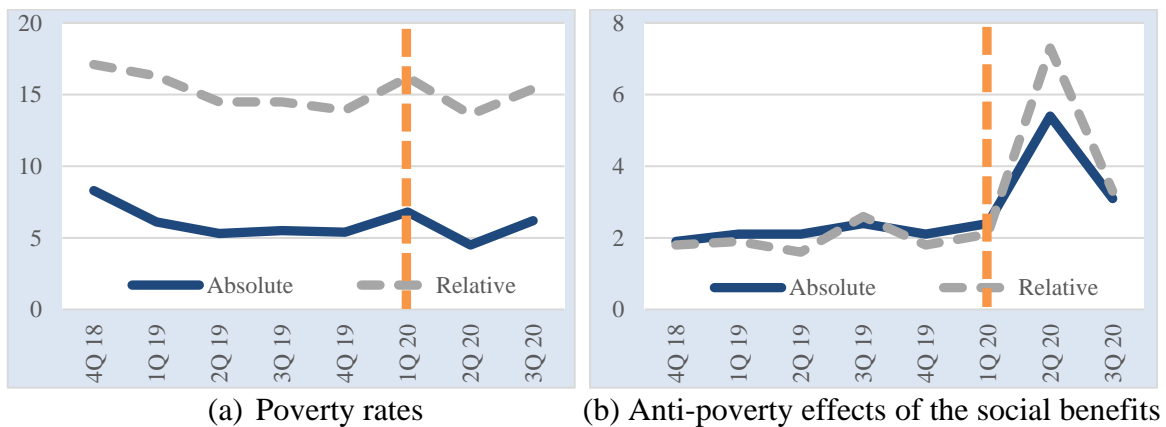 20
15
10
5
0
Absolute
Relative
4Q 18
1Q 19
2Q 19
3Q 19
4Q 19
1Q 20
2Q 20
3Q 20
(a) Poverty rates
8
6
4
2
0
Absolute
Relative
4Q 18
1Q 19
2Q 19
3Q 19
4Q 19
1Q 20
2Q 20
3Q 20
(b) Anti-poverty effects of the social benefits